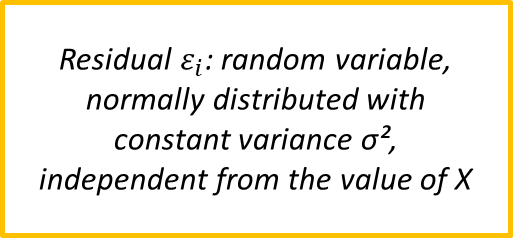 Residual εᵢ: random variable,
normally distributed with
constant variance σ²,
independent from the value of X